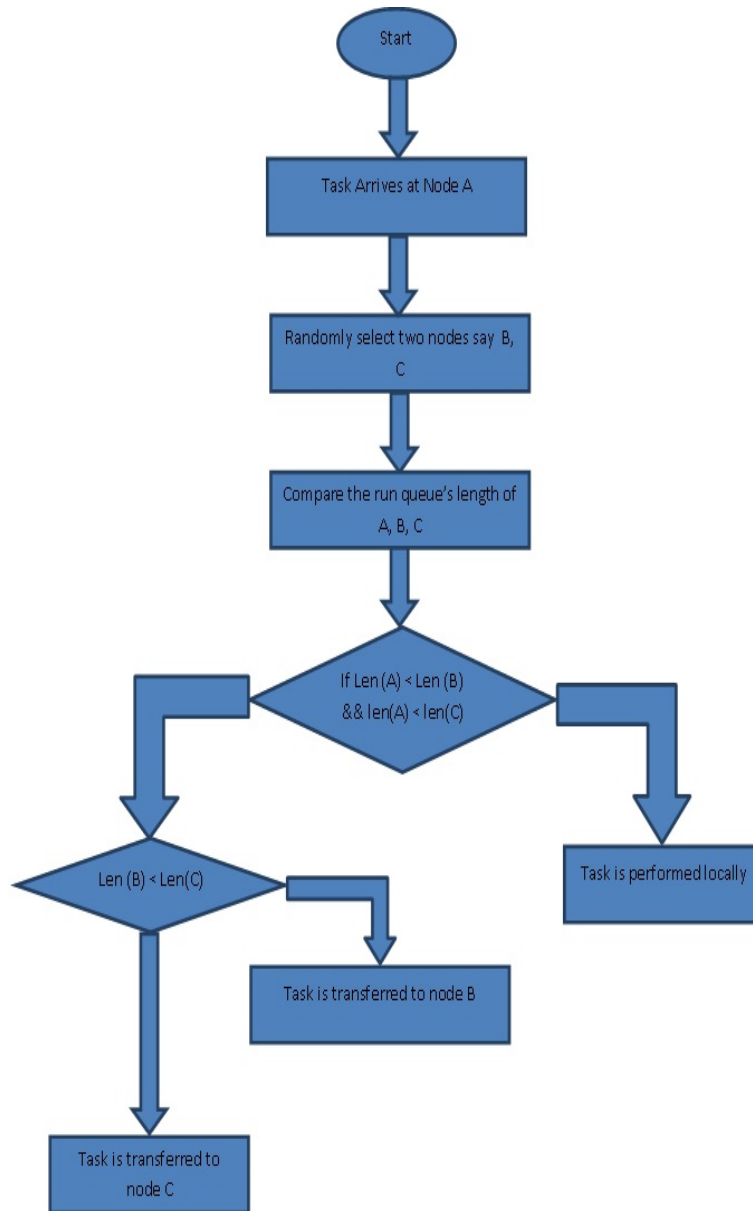 Start
Task Arrives at Node A
Randomly select two nodes say B,
C
Compare the run queue's length of
A, B, C
If Len (A) < Len (B)
&& len(A) < len(C)
Len (B) < Len(C)
Task is performed locally
Task is transferred to node B
Task is transferred to
node C